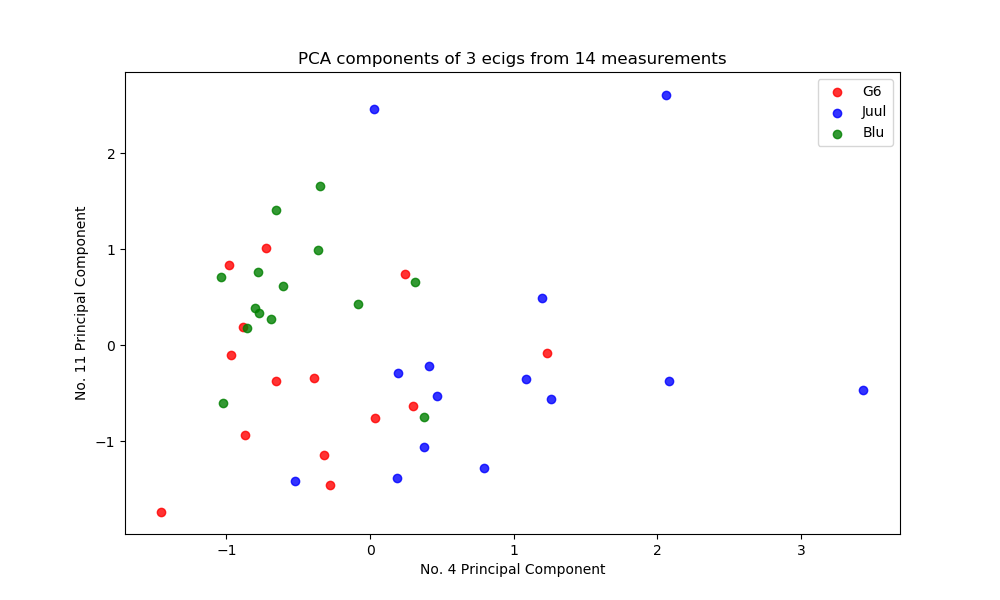 PCA components of 3 ecigs from 14 measurements
G6
Juul
Blu
2
1
0
−1
No. 11 Principal Component
−1
0
1
2
3
No. 4 Principal Component